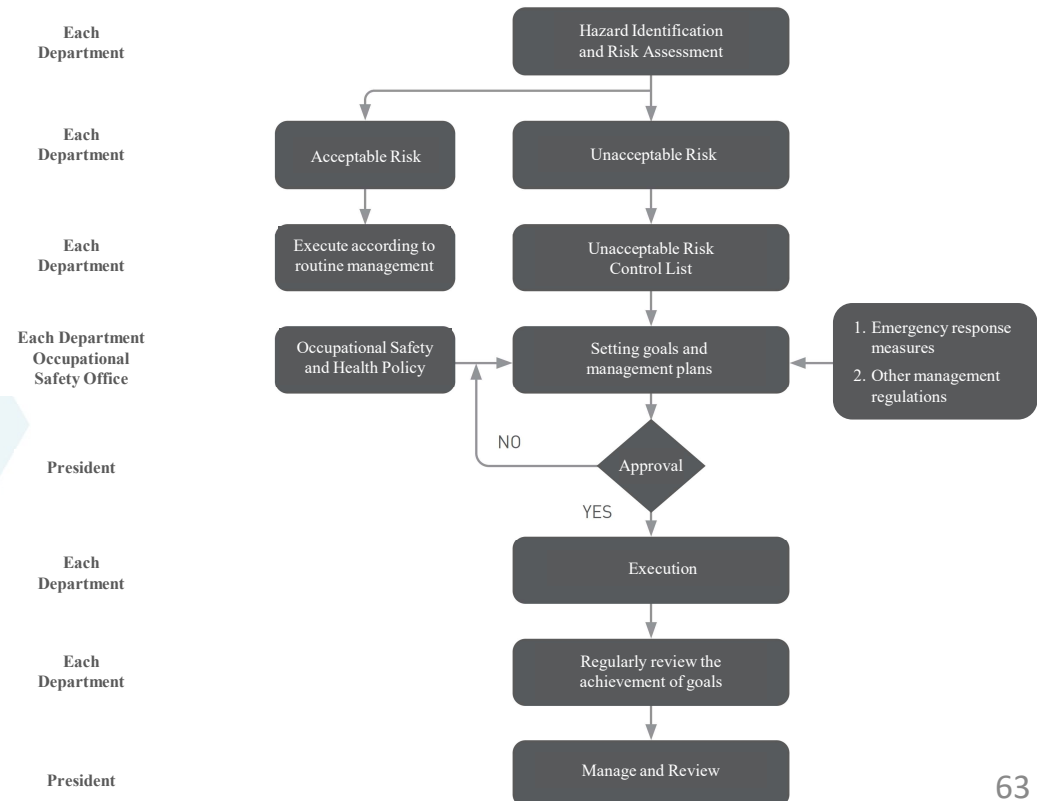 Each
Department
Hazard Identification
and Risk Assessment
Each
Department
Acceptable Risk
Unacceptable Risk
Each
Department
Execute according to
routine management
Unacceptable Risk
Control List
Each Department
Occupational
Safety Office
Occupational Safety
and Health Policy
Setting goals and
management plans
1. Emergency response
measures
2. Other management
regulations
NO
President
Approval
YES
Each
Department
Execution
Each
Department
Regularly review the
achievement of goals
President
Manage and Review
63